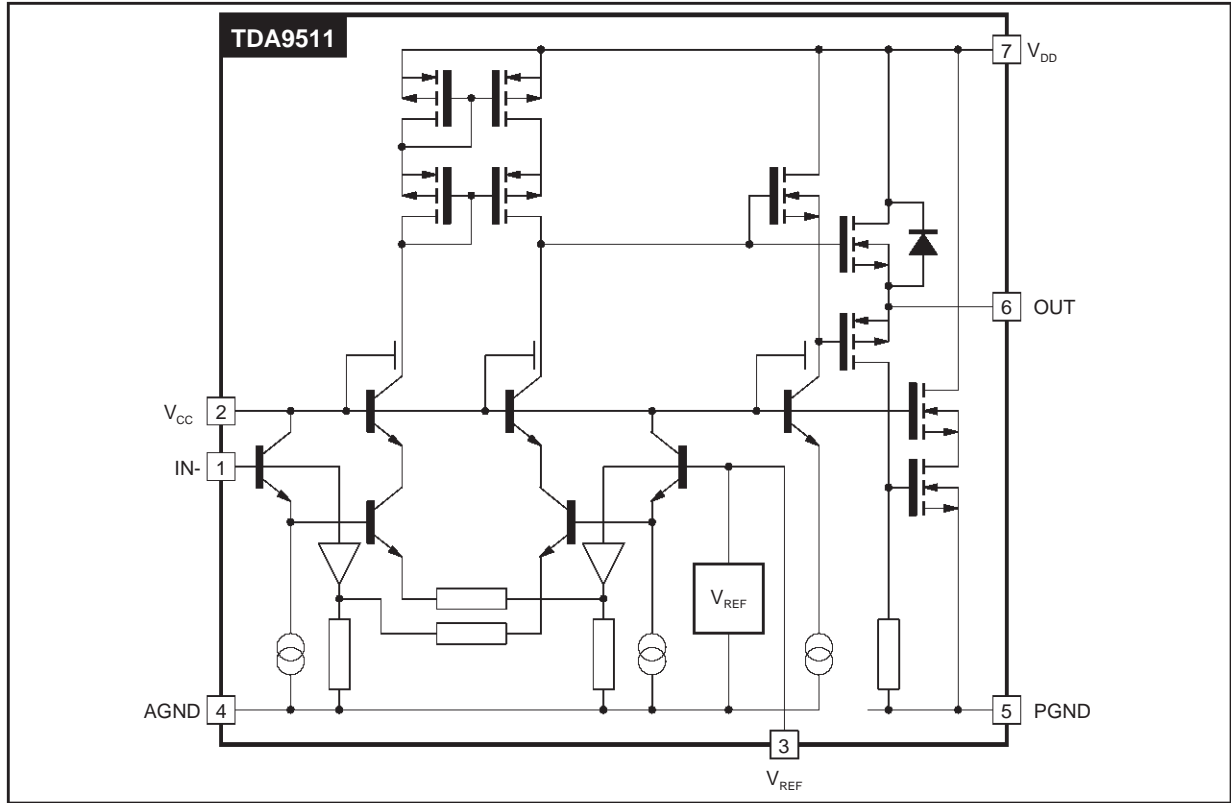 TDA9511
7 V_DD
6 OUT
V_CC 2
IN- 1
V_REF
AGND 4
5 PGND
3
V_REF